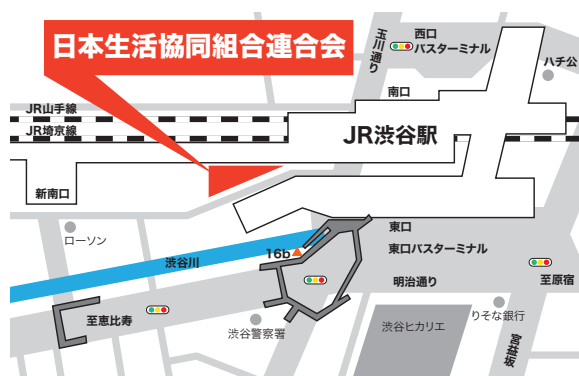 日本生活協同組合連合会
玉川通り
西口
バスターミナル
ハチ公
南口
JR山手線
JR埼京線
JR渋谷駅
新南口
ローソン
東口
16b
東口バスターミナル
渋谷川
明治通り
至原宿
至恵比寿
りそな銀行
渋谷警察署
渋谷ヒカリエ
宮益坂